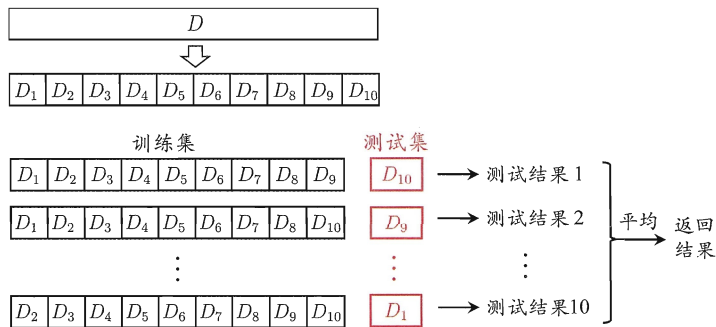 D
D₁ D₂ D₃ D₄ D₅ D₆ D₇ D₈ D₉ D₁₀
训练集 测试集
D₁ D₂ D₃ D₄ D₅ D₆ D₇ D₈ D₉ D₁₀ 测试结果 1
D₁ D₂ D₃ D₄ D₅ D₆ D₇ D₈ D₁₀ D₉ 测试结果 2
平均 返回
结果
⋮ ⋮ ⋮
D₂ D₃ D₄ D₅ D₆ D₇ D₈ D₉ D₁₀ D₁ 测试结果10